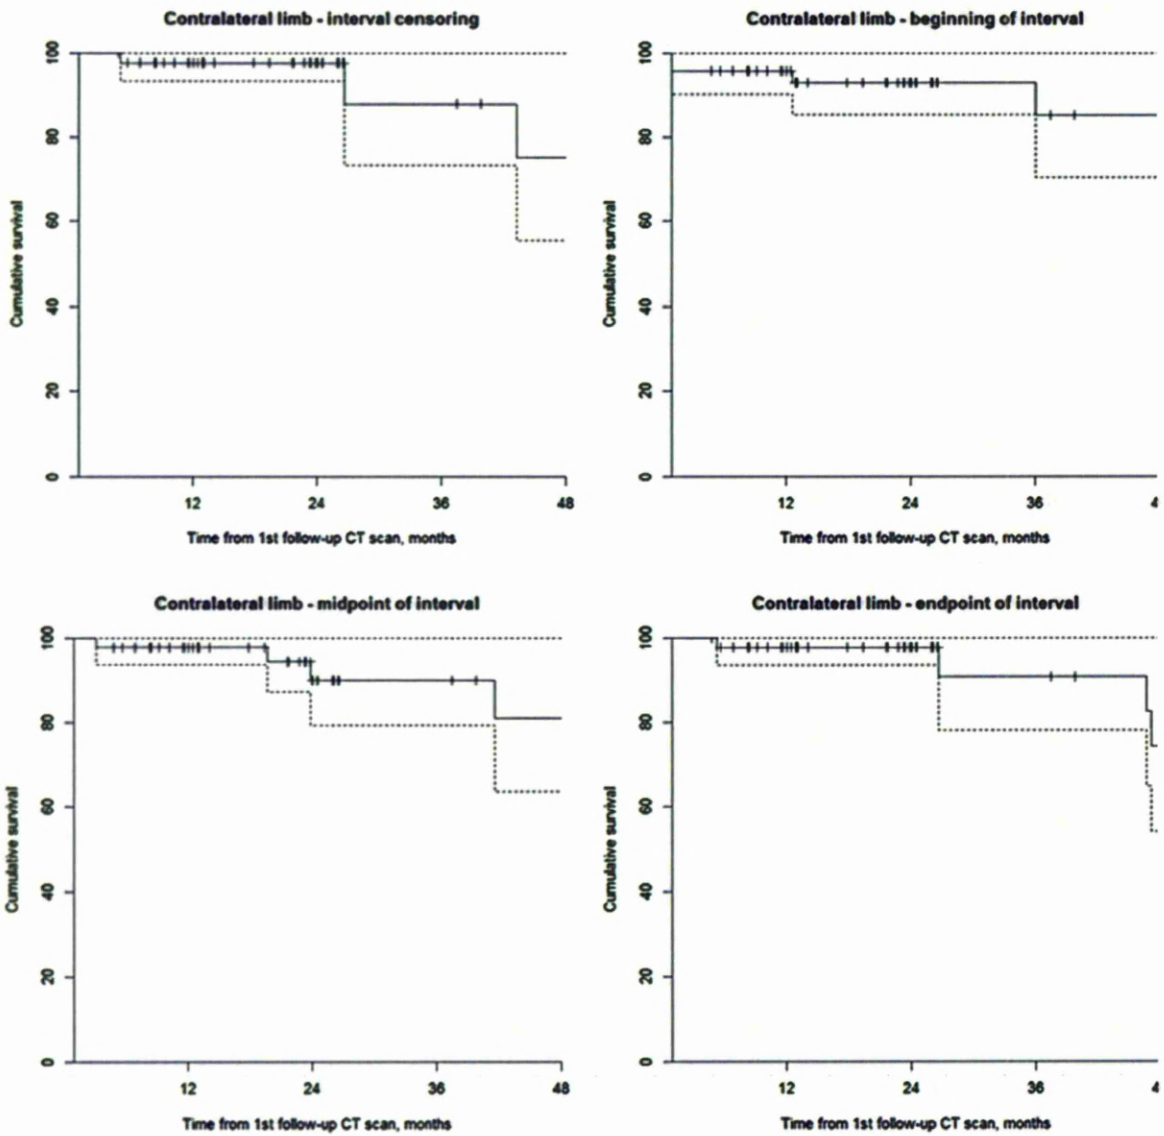 Contralateral limb - interval censoring
100
80
60
40
20
0
Cumulative survival
12 24 36 48
Time from 1st follow-up CT scan, months
Contralateral limb - beginning of interval
100
80
60
40
20
0
Cumulative survival
12 24 36 4
Time from 1st follow-up CT scan, months
Contralateral limb - midpoint of interval
100
80
60
40
20
0
Cumulative survival
12 24 36 48
Time from 1st follow-up CT scan, months
Contralateral limb - endpoint of interval
100
80
60
40
20
0
Cumulative survival
12 24 36 4
Time from 1st follow-up CT scan, months